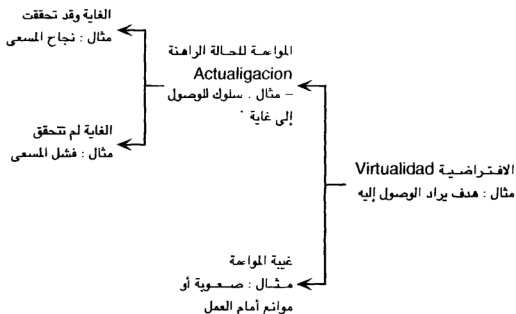 الافتراضية Virtualidad
مثال : هدف يراد الوصول إليه
المواءمة للحالة الراهنة
Actualigacion
– مثال . سلوك للوصول
إلى غاية
غيبة المواءمة
مثال : صعوبة أو
موانع أمام العمل
الغاية وقد تحققت
مثال : نجاح المسعى
الغاية لم تتحقق
مثال : فشل المسعى